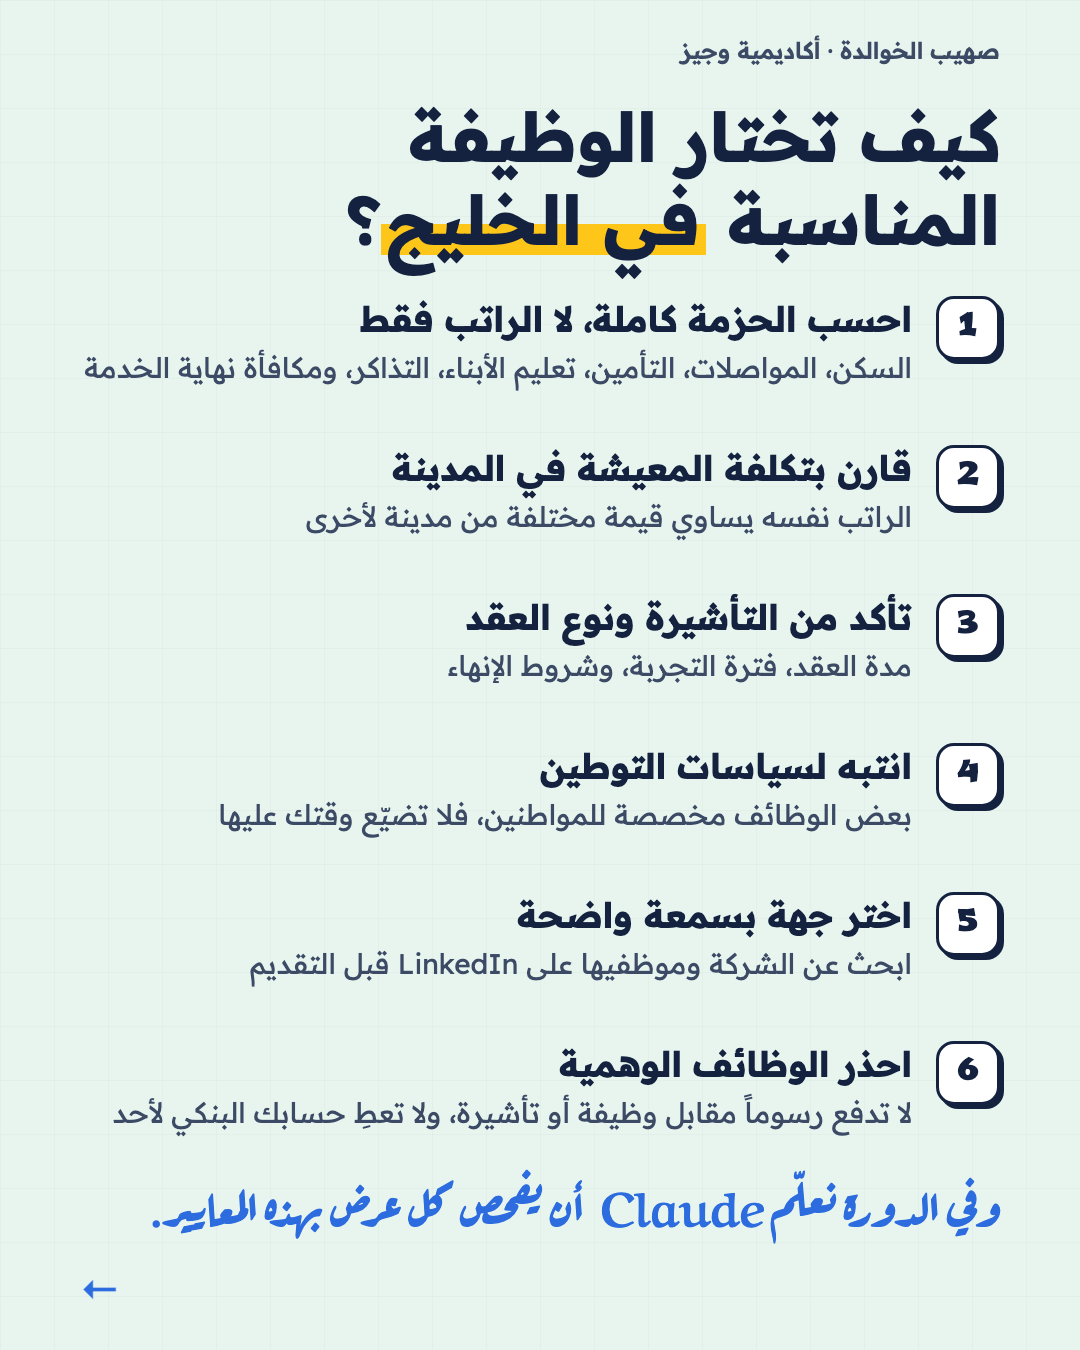 صهيب الخوالدة · أكاديمية وجيز
كيف تختار الوظيفة
المناسبة في الخليج؟
1
احسب الحزمة كاملة، لا الراتب فقط
السكن، المواصلات، التأمين، تعليم الأبناء، التذاكر، ومكافأة نهاية الخدمة
2
قارن بتكلفة المعيشة في المدينة
الراتب نفسه يساوي قيمة مختلفة من مدينة لأخرى
3
تأكد من التأشيرة ونوع العقد
مدة العقد، فترة التجربة، وشروط الإنهاء
4
انتبه لسياسات التوطين
بعض الوظائف مخصصة للمواطنين، فلا تضيّع وقتك عليها
5
اختر جهة بسمعة واضحة
ابحث عن الشركة وموظفيها على LinkedIn قبل التقديم
6
احذر الوظائف الوهمية
لا تدفع رسوماً مقابل وظيفة أو تأشيرة، ولا تعطِ حسابك البنكي لأحد
وفي الدورة نعلّم Claude أن يفحص كل عرض بهذه المعايير.
←